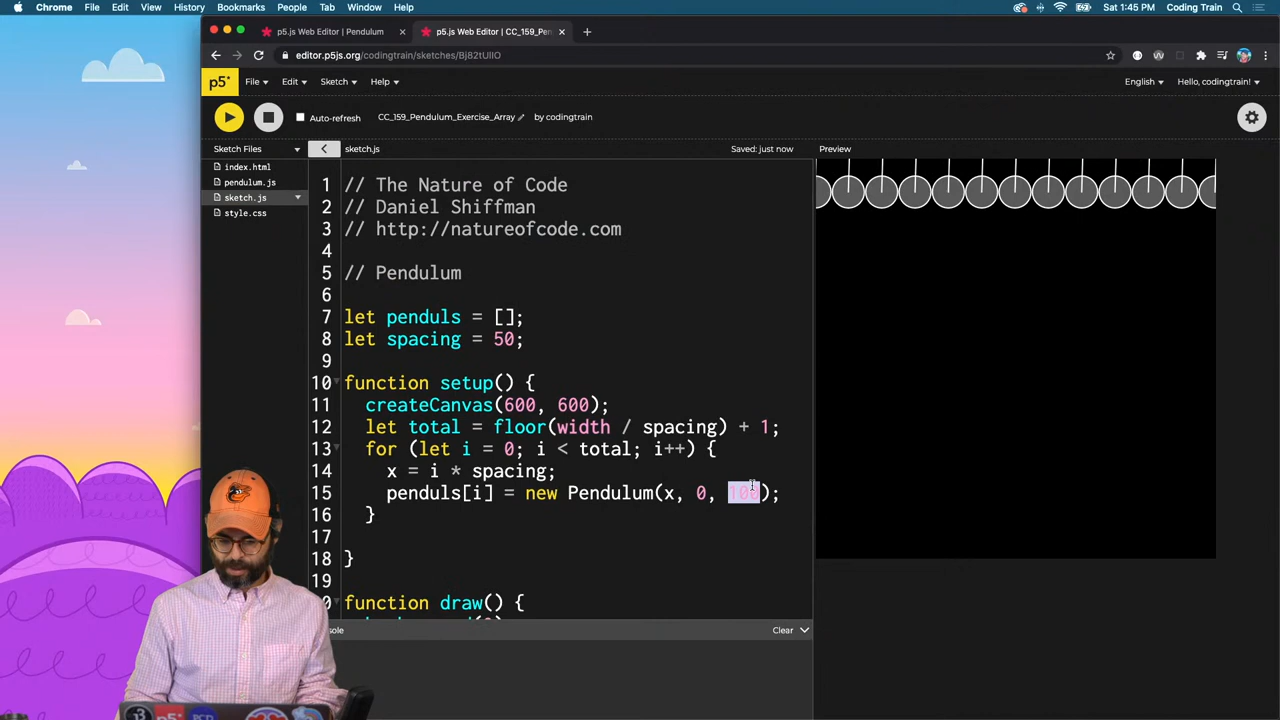 Chrome File Edit View History Bookmarks People Tab Window Help Sat 1:45 PM Coding Train
p5.js Web Editor | Pendulum p5.js Web Editor | CC_159_Pen
editor.p5js.org/codingtrain/sketches/Bj82tUllO
p5* File Edit Sketch Help English Hello, codingtrain!
Auto-refresh CC_159_Pendulum_Exercise_Array by codingtrain
Sketch Files sketch.js Saved: just now Preview
index.html
pendulum.js
sketch.js
style.css
1 // The Nature of Code
2 // Daniel Shiffman
3 // http://natureofcode.com
4
5 // Pendulum
6
7 let penduls = [];
8 let spacing = 50;
9
10 function setup() {
11 createCanvas(600, 600);
12 let total = floor(width / spacing) + 1;
13 for (let i = 0; i < total; i++) {
14 x = i * spacing;
15 penduls[i] = new Pendulum(x, 0, 100);
16 }
17
18 }
19
0 function draw() {
ole Clear